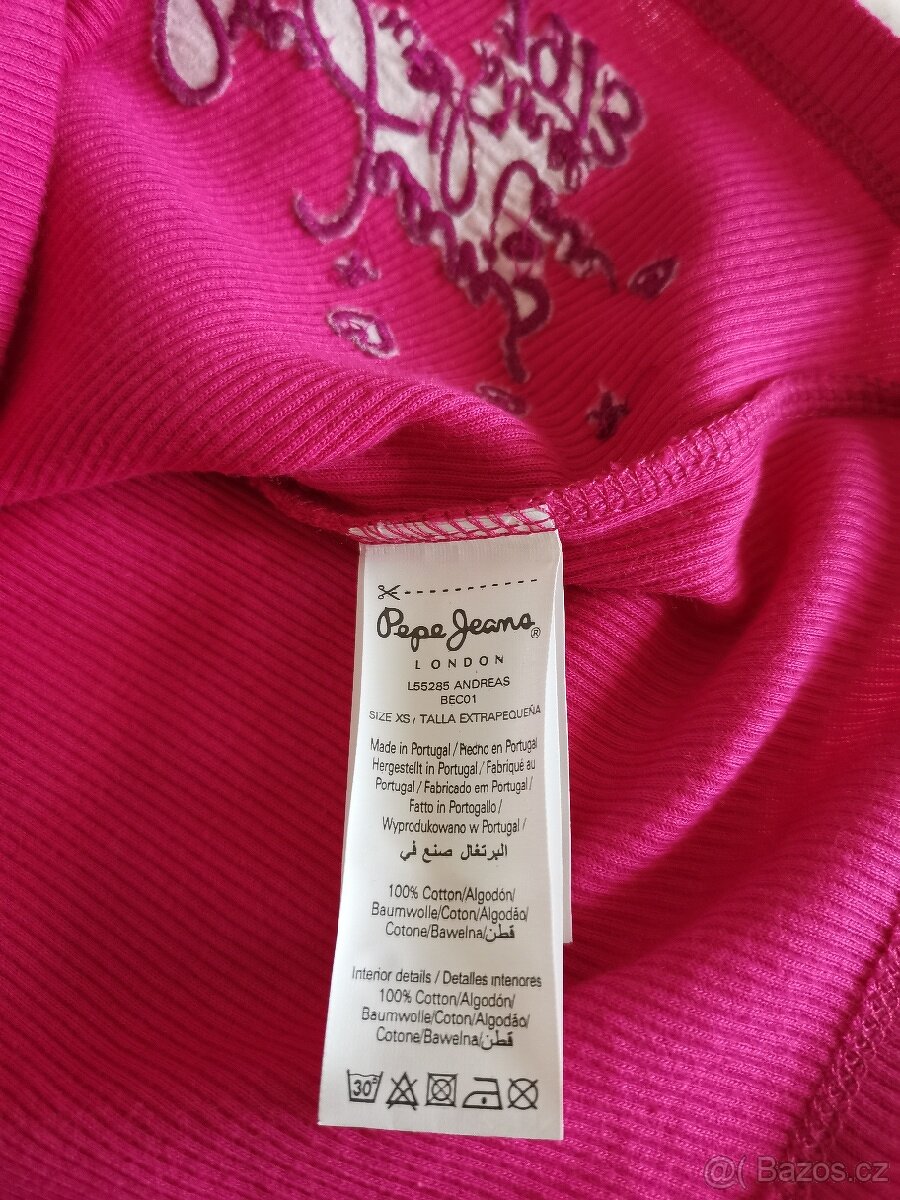 Pepe Jeans®
LONDON
L55285 ANDREAS
BEC01
SIZE XS / TALLA EXTRAPEQUEÑA
Made in Portugal / Hecho en Portugal
Hergestellt in Portugal / Fabriqué au
Portugal / Fabricado em Portugal /
Fatto in Portogallo /
Wyprodukowano w Portugal /
البرتغال صنع في
100% Cotton/Algodón/
Baumwolle/Coton/Algodão/
Cotone/Bawelna/قطن
Interior details / Detalles interiores
100% Cotton/Algodón/
Baumwolle/Coton/Algodão/
Cotone/Bawelna/قطن
30°
@( Bazos.cz